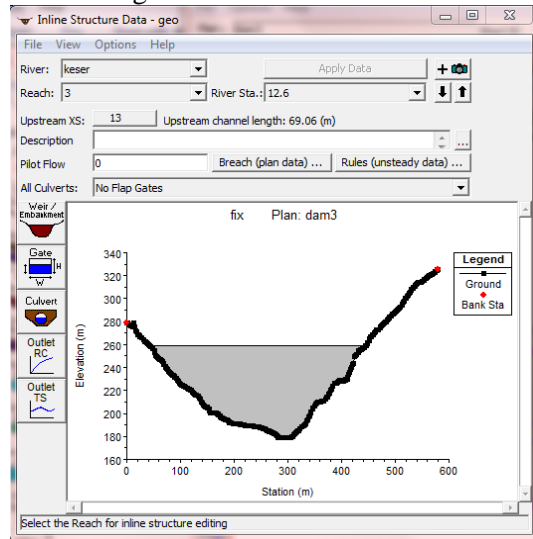 Inline Structure Data - geo
File View Options Help
River: keser Apply Data
Reach: 3 River Sta.: 12.6
Upstream XS: 13 Upstream channel length: 69.06 (m)
Description ...
Pilot Flow 0 Breach (plan data) ... Rules (unsteady data) ...
All Culverts: No Flap Gates
Weir /
Embankment
Gate
H
W
Culvert
Outlet
RC
Outlet
TS
fix Plan: dam3
Legend
Ground
Bank Sta
Elevation (m)
340
320
300
280
260
240
220
200
180
160
0 100 200 300 400 500 600
Station (m)
Select the Reach for inline structure editing